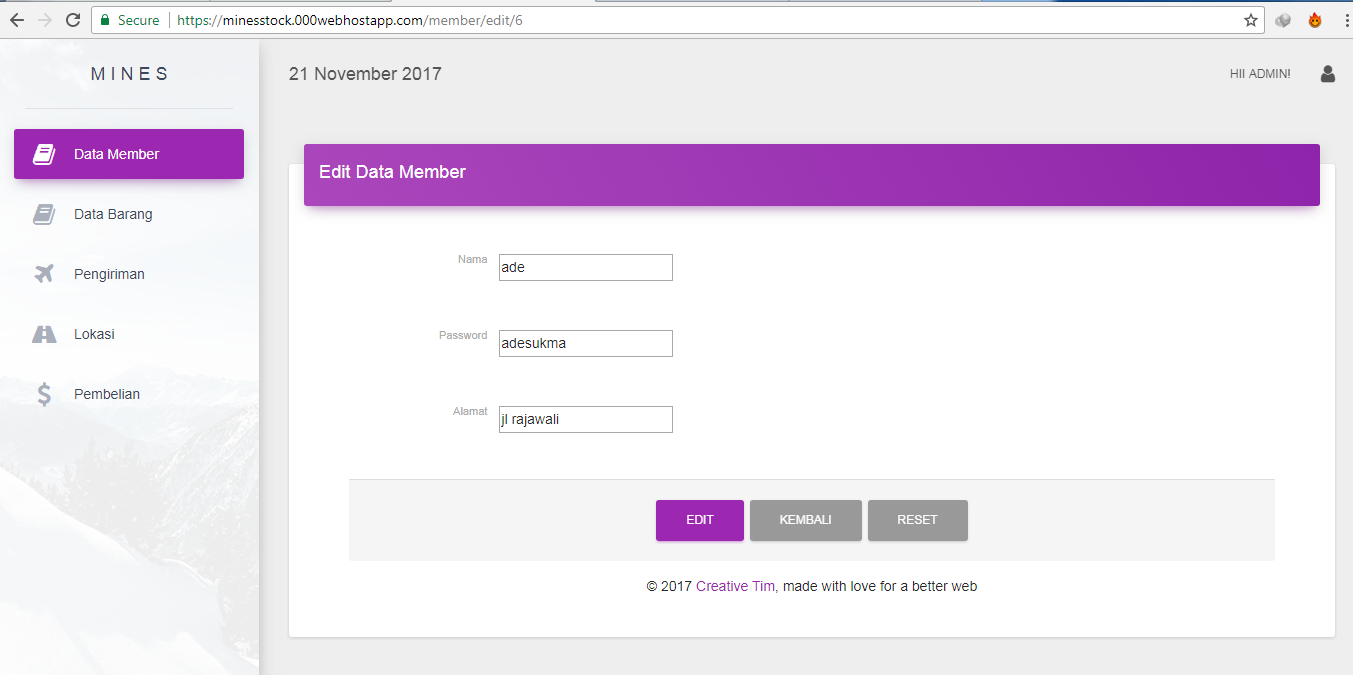 Secure https://minesstock.000webhostapp.com/member/edit/6
MINES
21 November 2017
HII ADMIN!
Data Member
Data Barang
Pengiriman
Lokasi
Pembelian
Edit Data Member
Nama ade
Password adesukma
Alamat jl rajawali
EDIT KEMBALI RESET
© 2017 Creative Tim, made with love for a better web